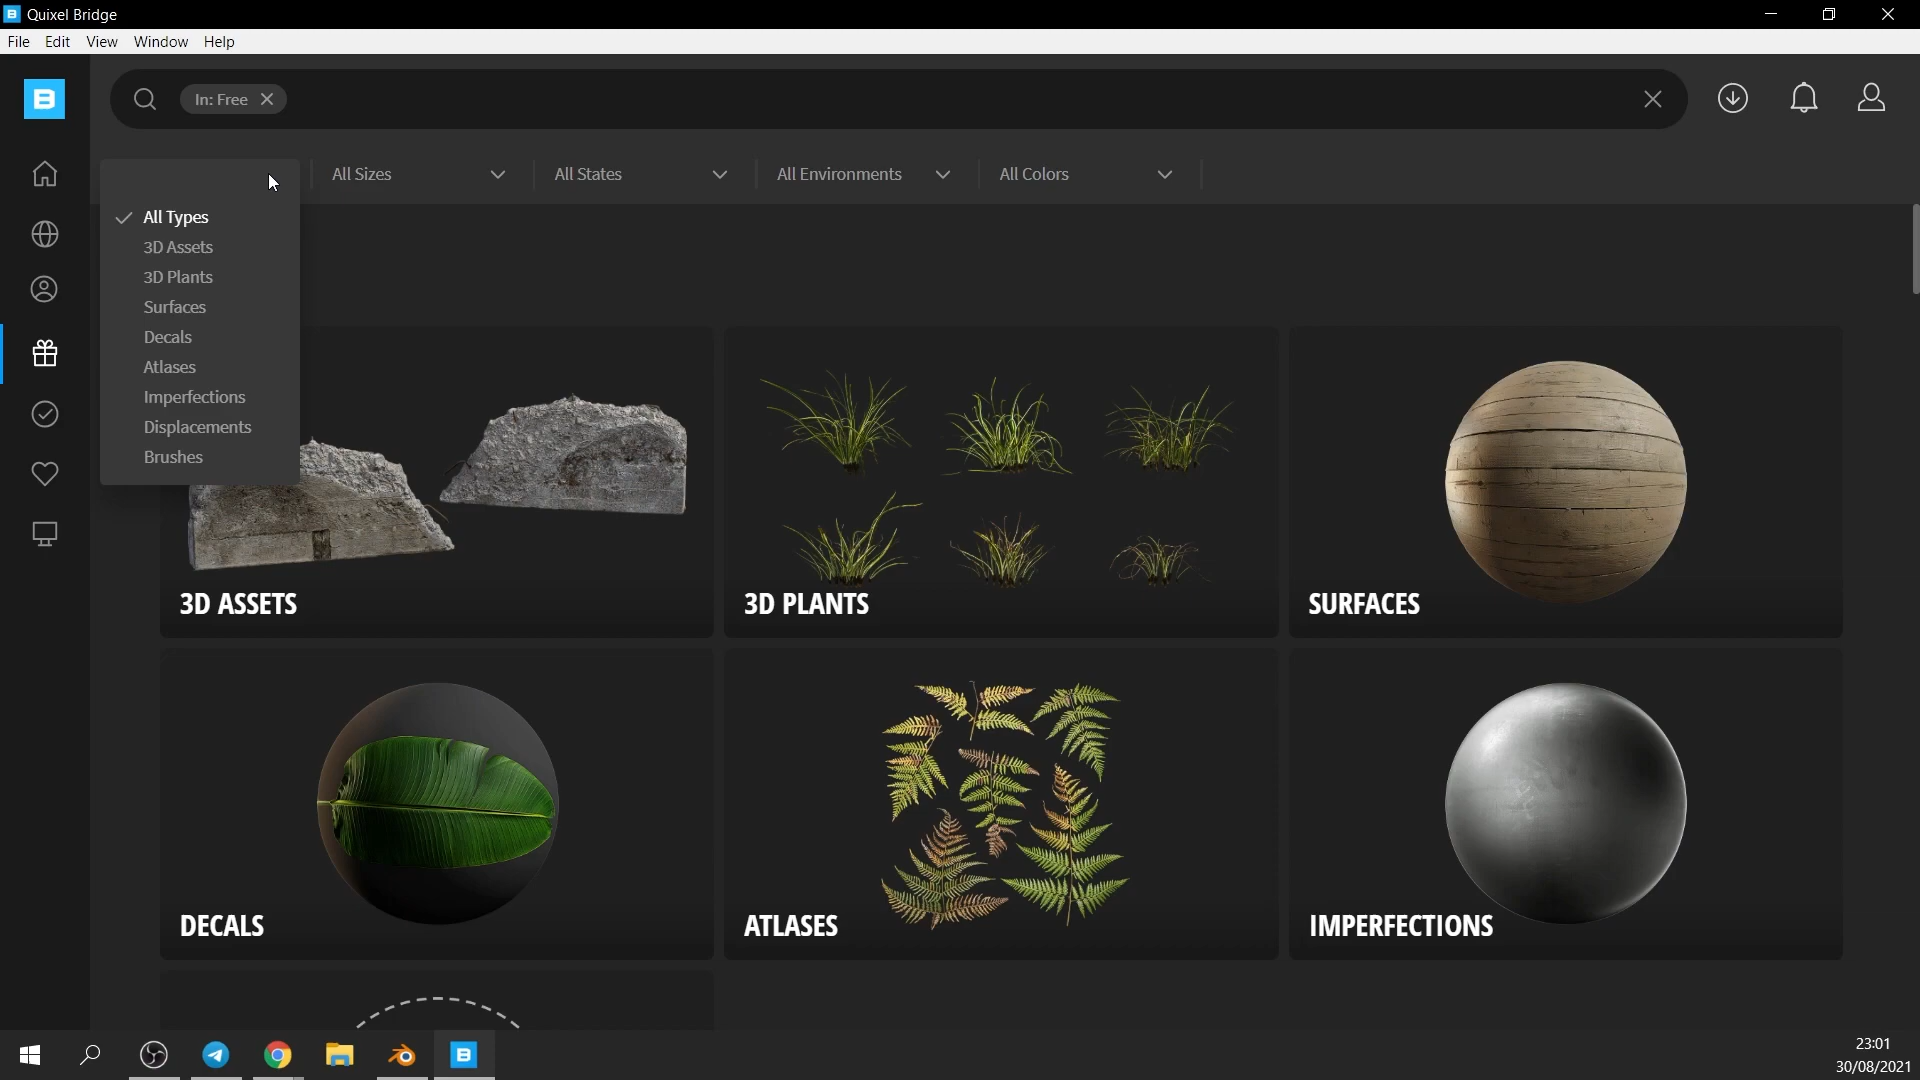 Quixel Bridge
File Edit View Window Help
In: Free
All Sizes All States All Environments All Colors
All Types
3D Assets
3D Plants
Surfaces
Decals
Atlases
Imperfections
Displacements
Brushes
3D ASSETS 3D PLANTS SURFACES
DECALS ATLASES IMPERFECTIONS
23:01
30/08/2021